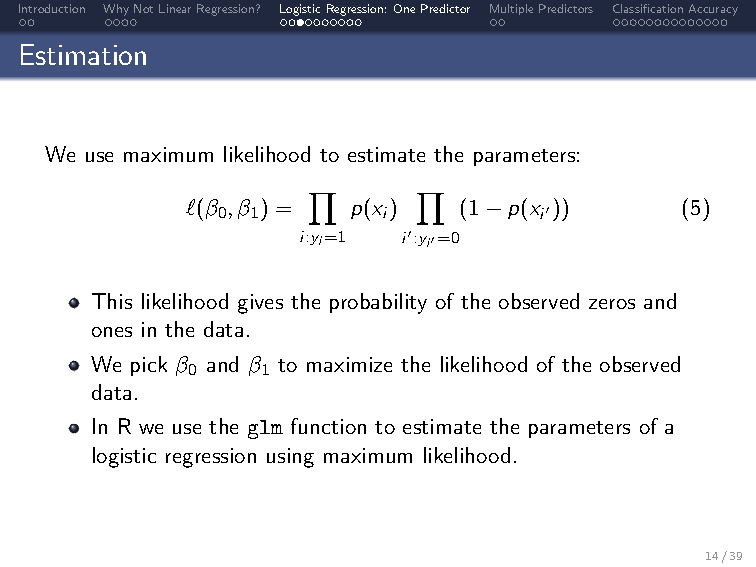 Introduction Why Not Linear Regression? Logistic Regression: One Predictor Multiple Predictors Classification Accuracy
Estimation
We use maximum likelihood to estimate the parameters:
ℓ(β₀, β₁) = ∏ p(xᵢ) ∏ (1 − p(xᵢ′)) (5)
i:yᵢ=1 i′:yᵢ′=0
This likelihood gives the probability of the observed zeros and
ones in the data.
We pick β₀ and β₁ to maximize the likelihood of the observed
data.
In R we use the glm function to estimate the parameters of a
logistic regression using maximum likelihood.
14 / 39